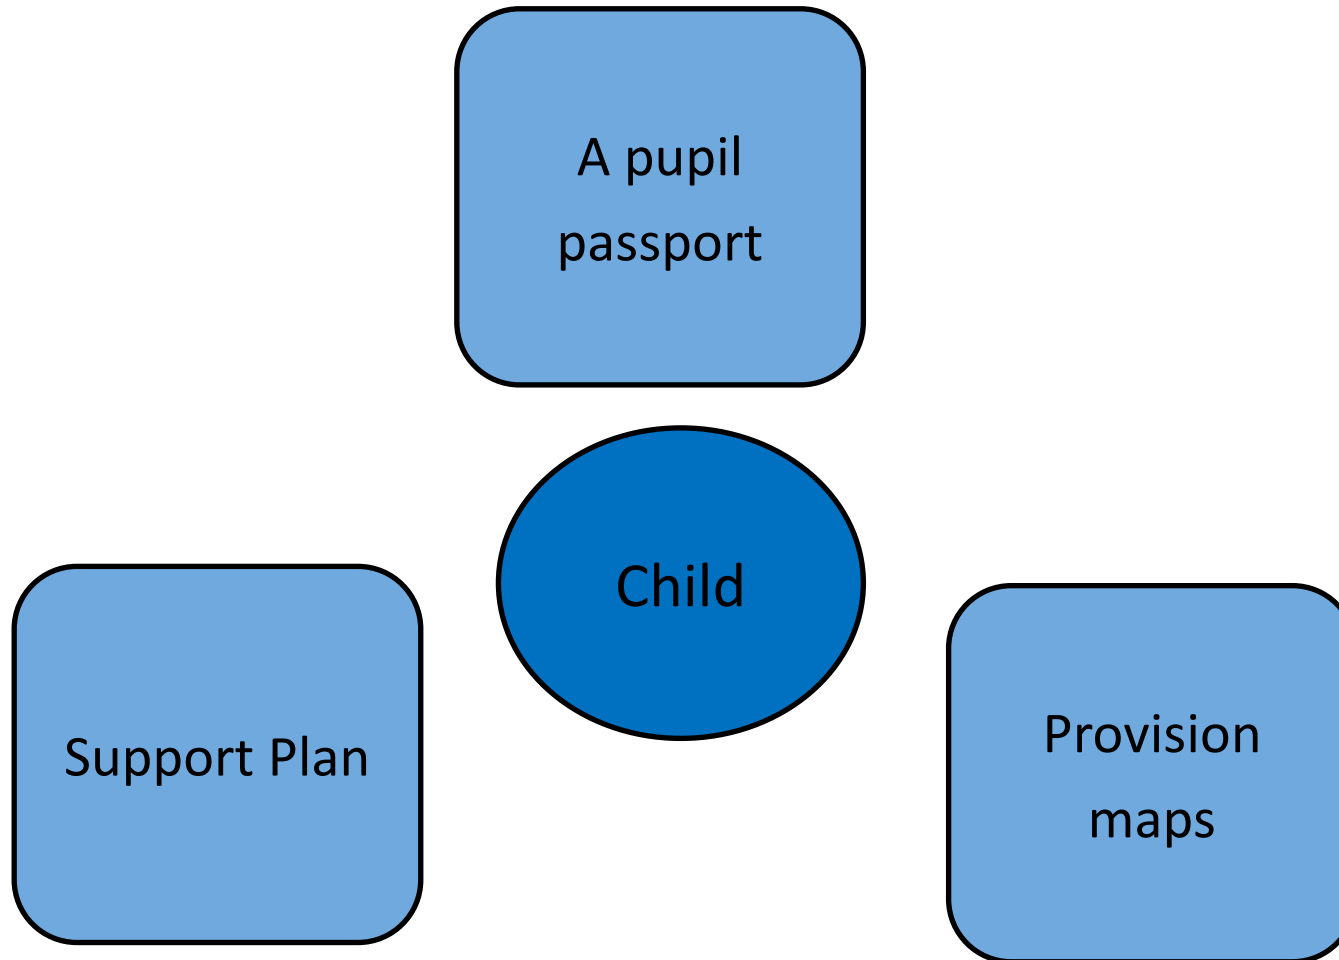 A pupil
passport
Child
Support Plan
Provision
maps